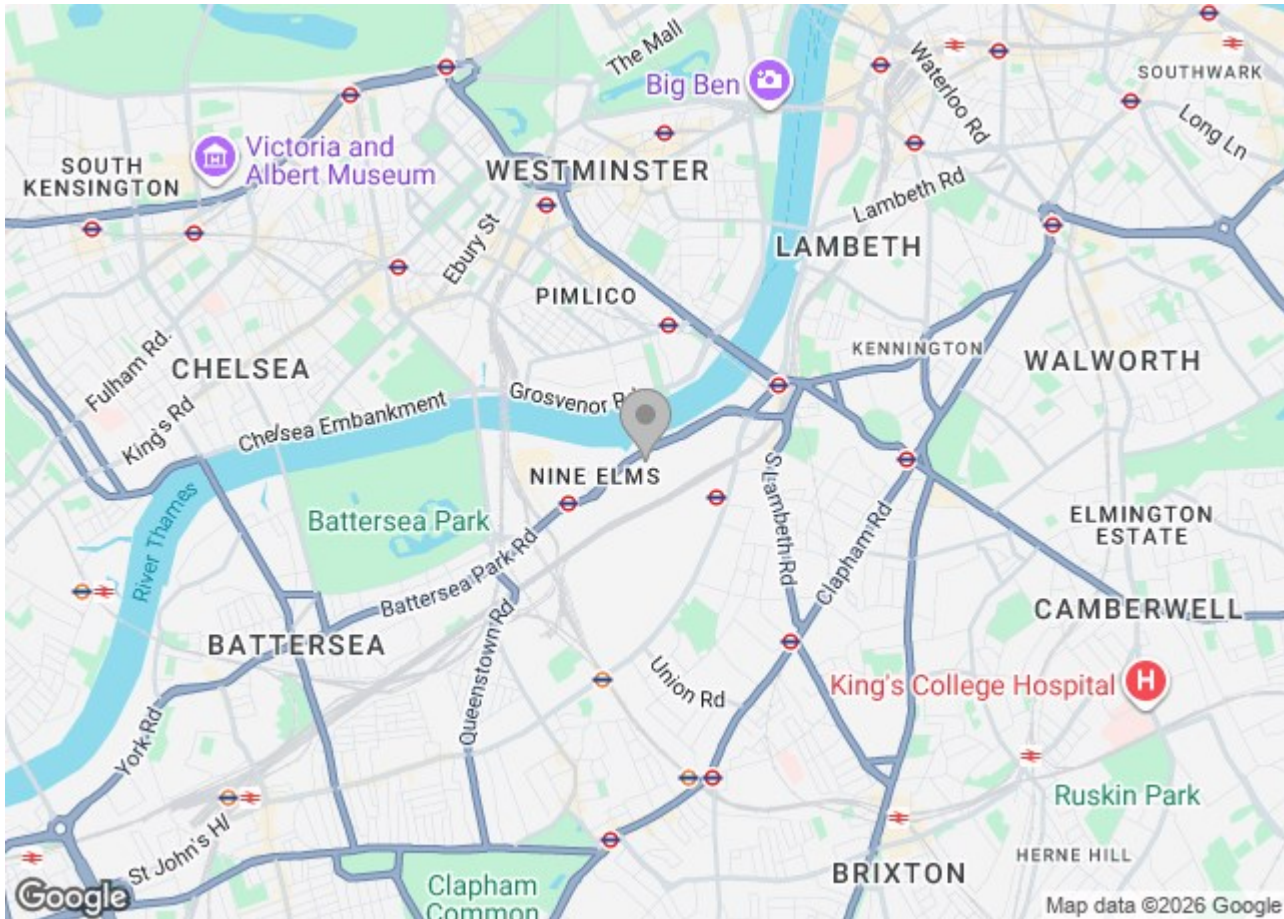 The Mall
Big Ben
Waterloo Rd
SOUTHWARK
Long Ln
Victoria and
Albert Museum
SOUTH
KENSINGTON
WESTMINSTER
Lambeth Rd
Ebury St
LAMBETH
PIMLICO
Fulham Rd.
CHELSEA
KENNINGTON
WALWORTH
King's Rd
Chelsea Embankment
Grosvenor Rd
NINE ELMS
S Lambeth Rd
Clapham Rd
River Thames
Battersea Park
ELMINGTON
ESTATE
Battersea Park Rd
CAMBERWELL
BATTERSEA
Queenstown Rd
Union Rd
King's College Hospital
H
York Rd
Ruskin Park
St John's Hl
HERNE HILL
BRIXTON
Clapham
Common
Google
Map data ©2026 Google